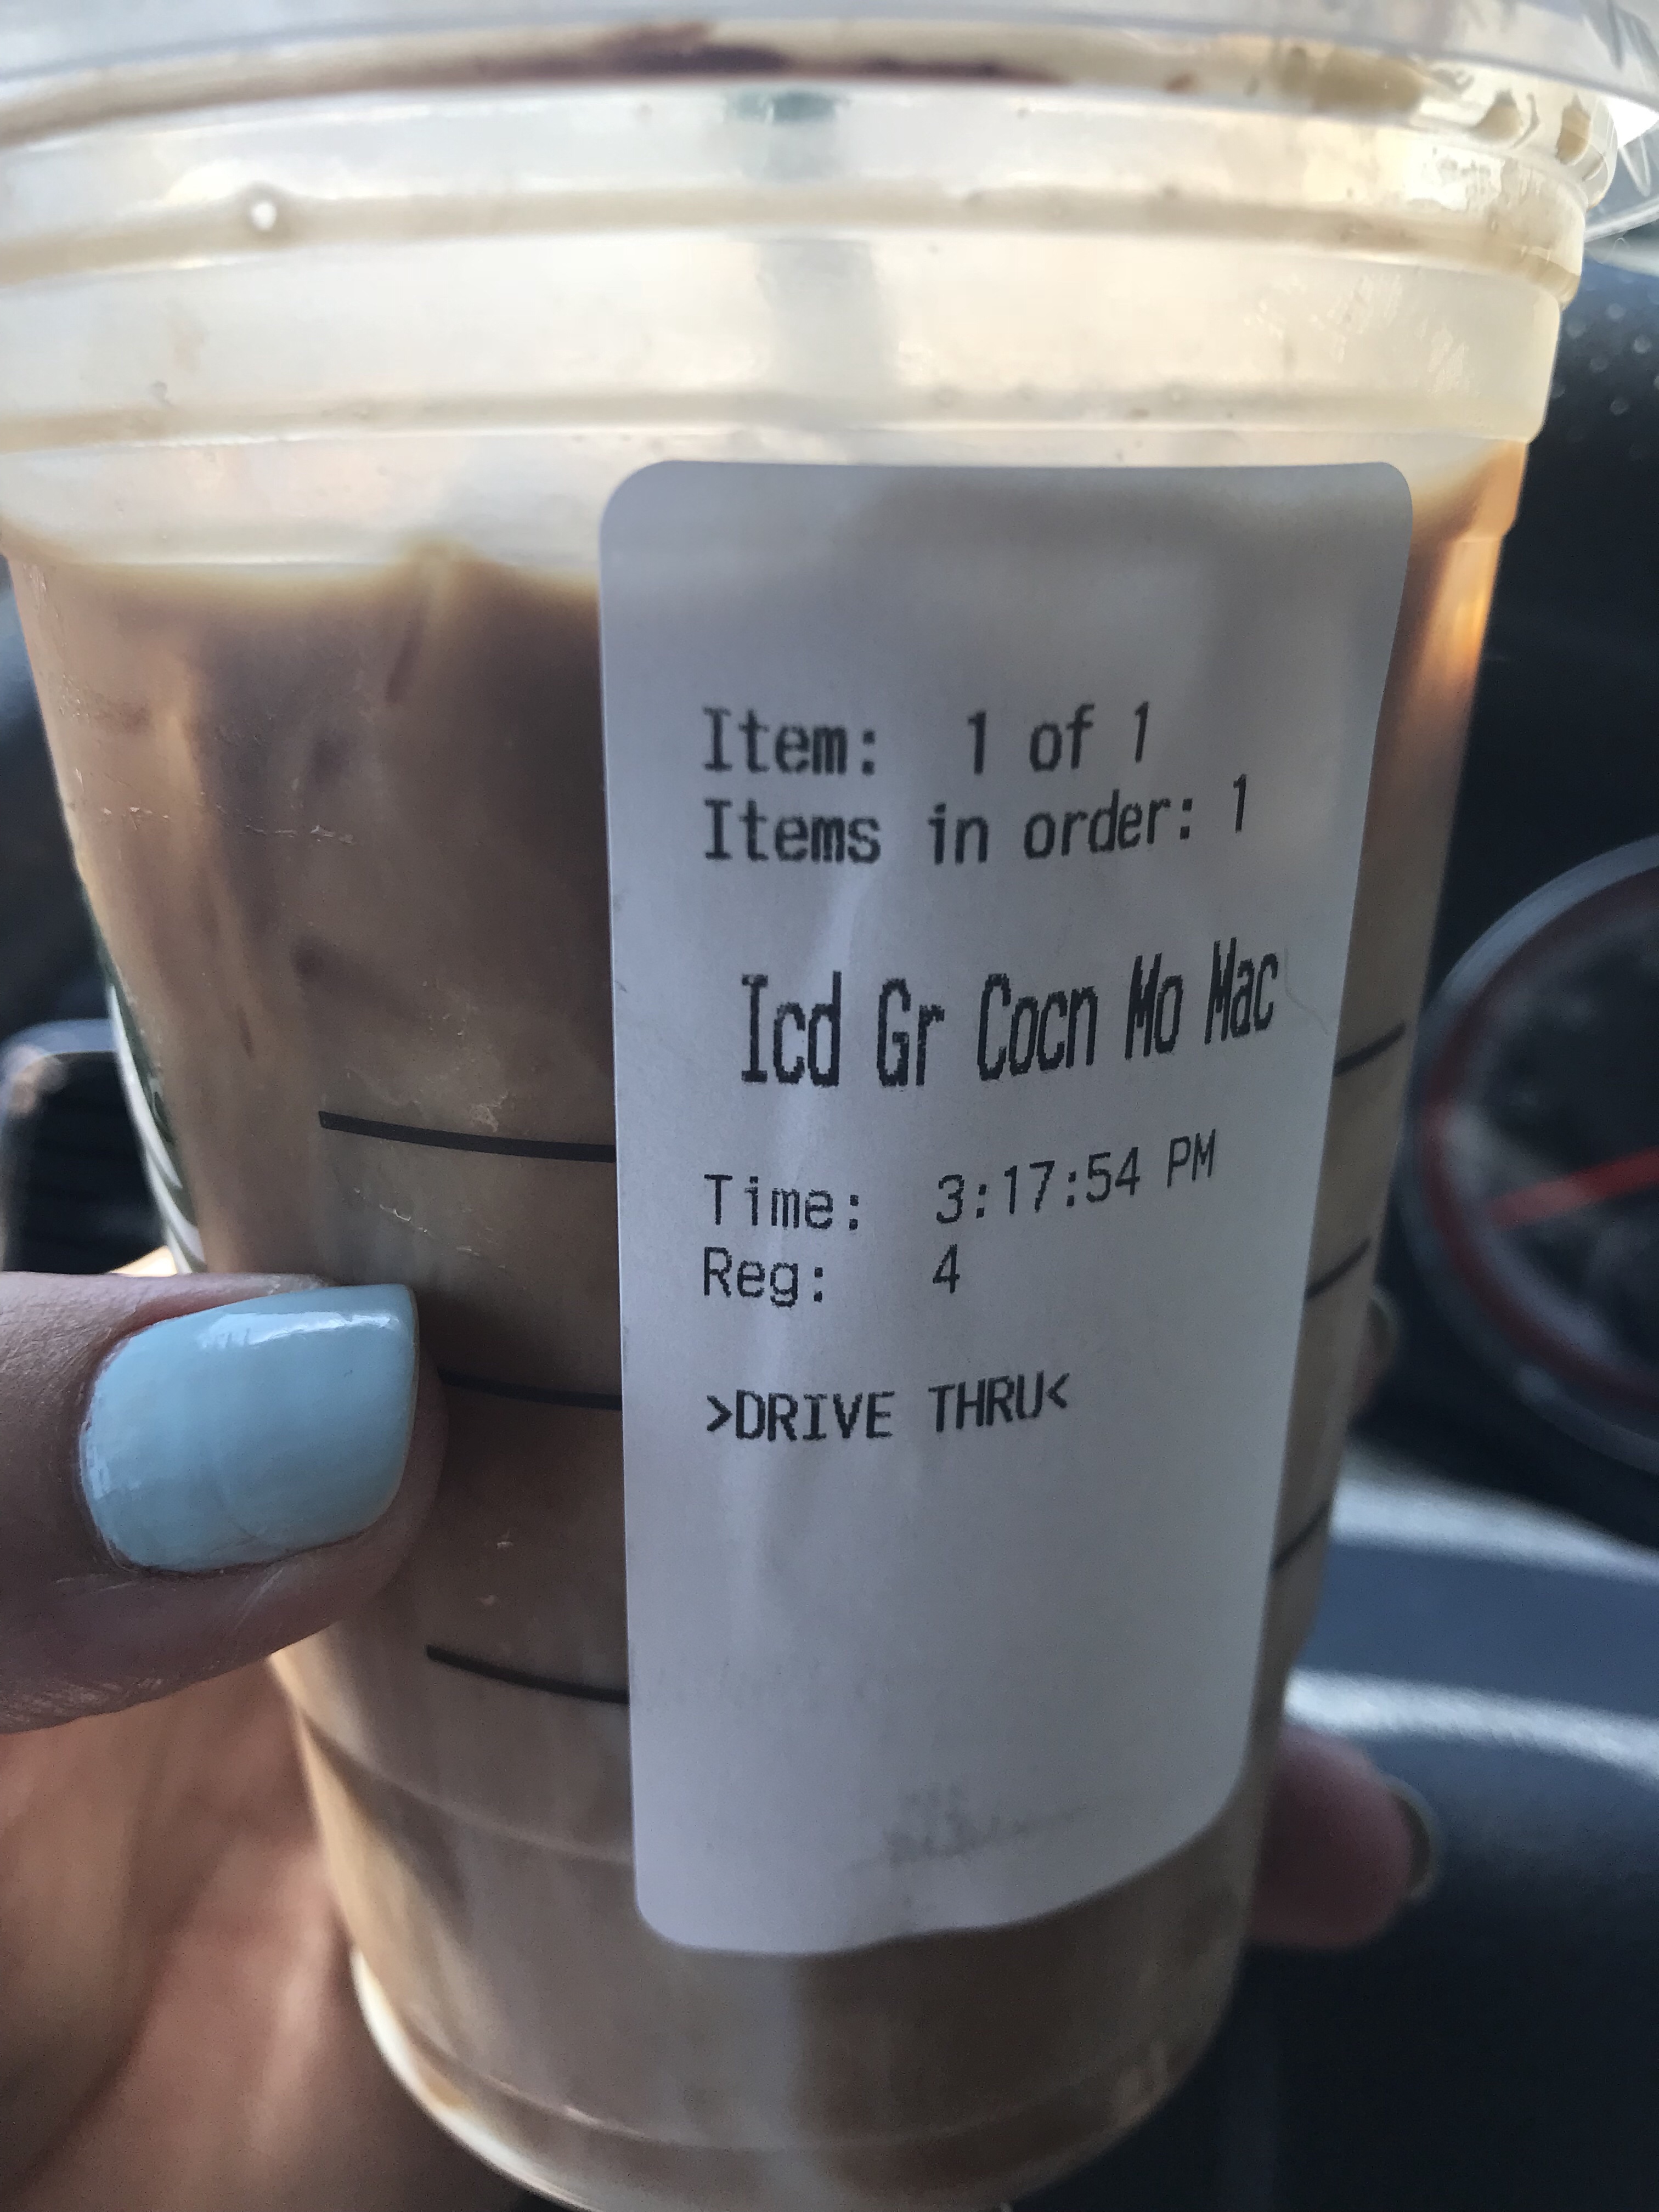 Item: 1 of 1
Items in order: 1
Icd Gr Cocn Mo Mac
Time: 3:17:54 PM
Reg: 4
>DRIVE THRU<